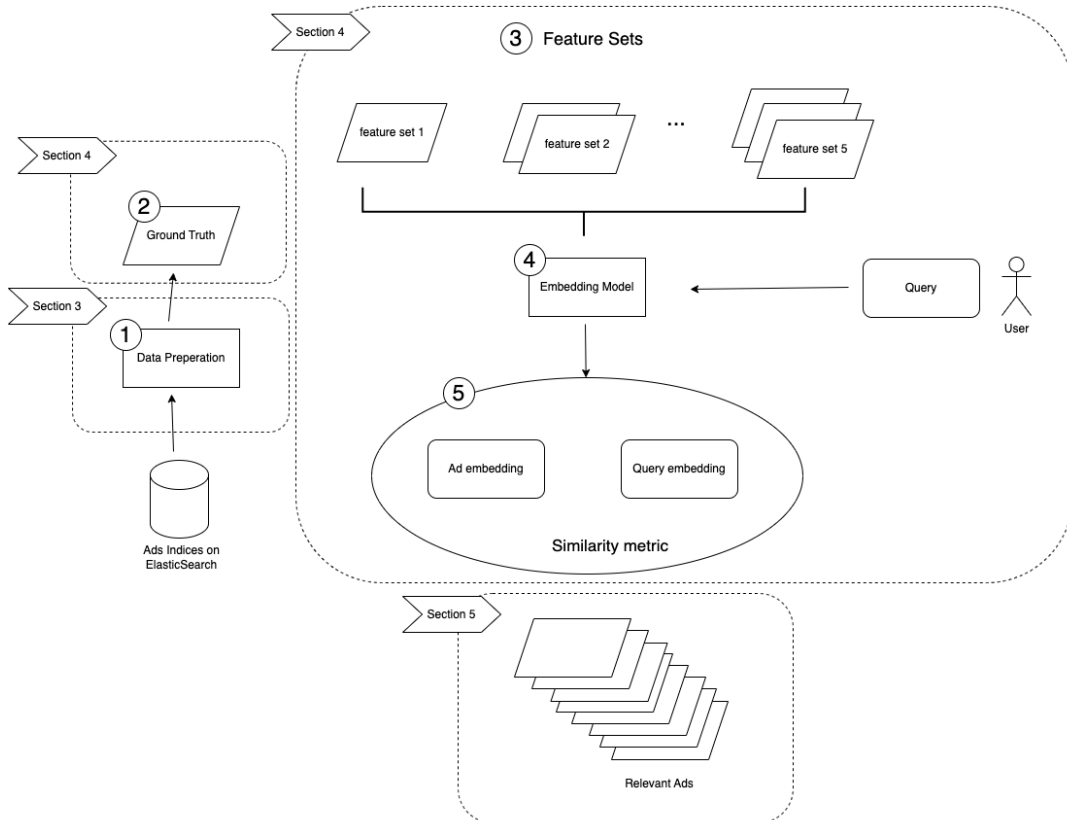 Section 4
3 Feature Sets
feature set 1
feature set 2
...
feature set 5
Section 4
2
Ground Truth
4
Embedding Model
Query
User
Section 3
1
Data Preperation
5
Ad embedding
Query embedding
Similarity metric
Ads Indices on
ElasticSearch
Section 5
Relevant Ads